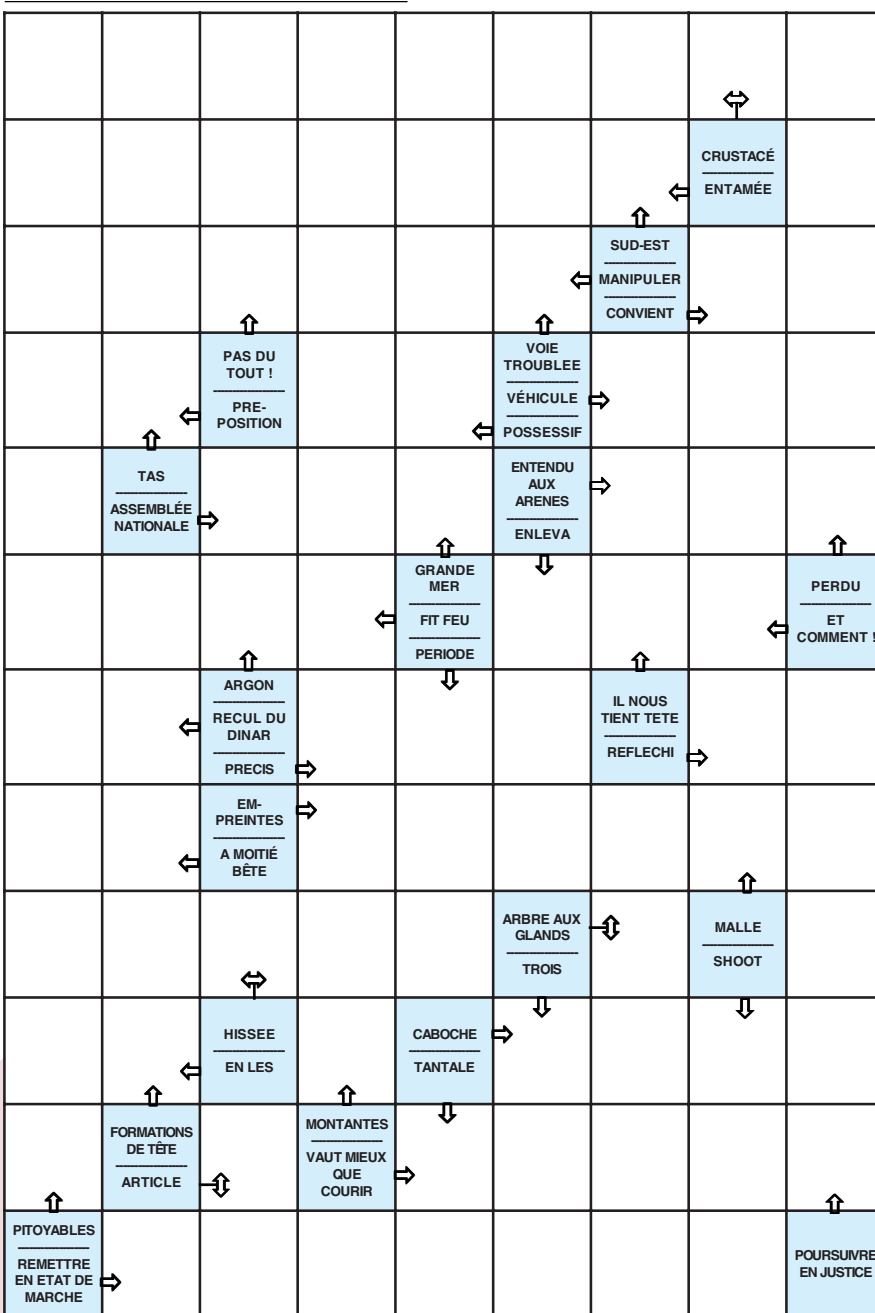 CRUSTACÉ
ENTAMÉE
SUD-EST
MANIPULER
CONVIENT
PAS DU
TOUT !
PRE-
POSITION
VOIE
TROUBLEE
VÉHICULE
POSSESSIF
TAS
ASSEMBLÉE
NATIONALE
ENTENDU
AUX
ARENES
ENLEVA
GRANDE
MER
FIT FEU
PERIODE
PERDU
ET
COMMENT !
ARGON
RECUL DU
DINAR
PRECIS
IL NOUS
TIENT TETE
REFLECHI
EM-
PREINTES
A MOITIÉ
BÊTE
ARBRE AUX
GLANDS
TROIS
MALLE
SHOOT
HISSEE
EN LES
CABOCHE
TANTALE
FORMATIONS
DE TÊTE
ARTICLE
MONTANTES
VAUT MIEUX
QUE
COURIR
PITOYABLES
REMETTRE
EN ETAT DE
MARCHE
POURSUIVRE
EN JUSTICE